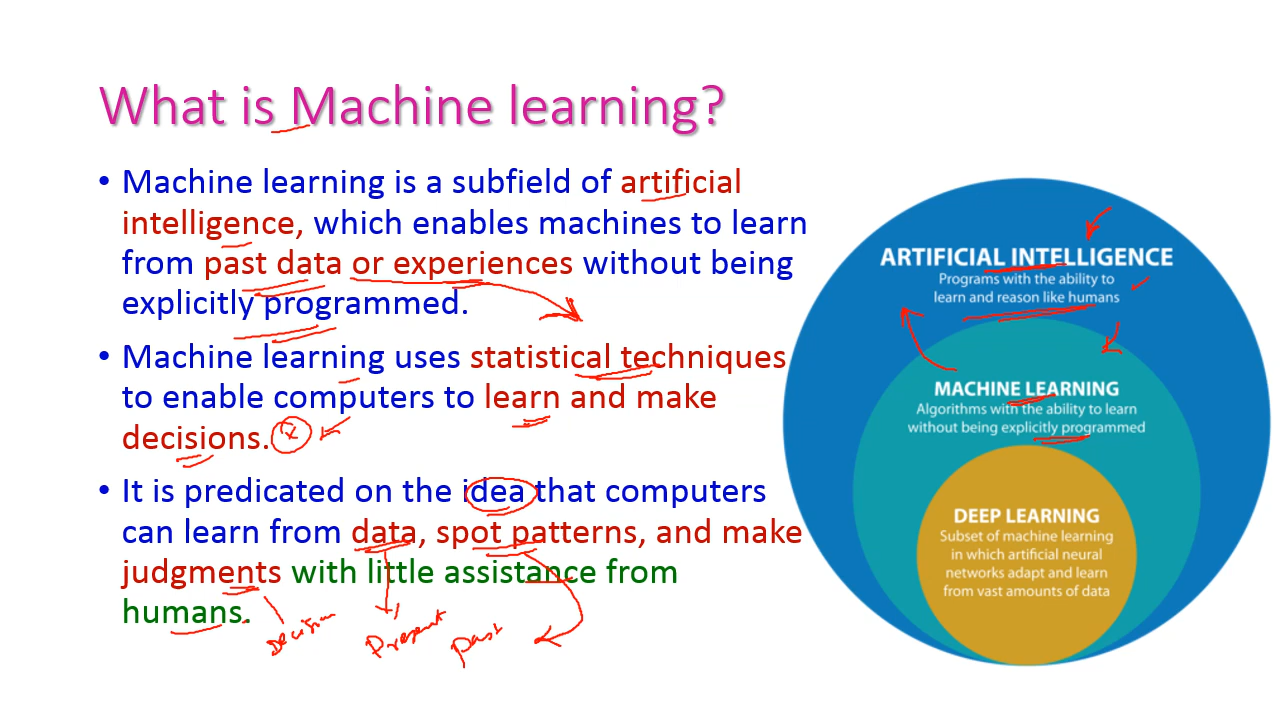 What is Machine learning?
• Machine learning is a subfield of artificial
intelligence, which enables machines to learn
from past data or experiences without being
explicitly programmed.
• Machine learning uses statistical techniques
to enable computers to learn and make
decisions.
• It is predicated on the idea that computers
can learn from data, spot patterns, and make
judgments with little assistance from
humans.
Decision
Present
Past
ARTIFICIAL INTELLIGENCE
Programs with the ability to
learn and reason like humans
MACHINE LEARNING
Algorithms with the ability to learn
without being explicitly programmed
DEEP LEARNING
Subset of machine learning
in which artificial neural
networks adapt and learn
from vast amounts of data